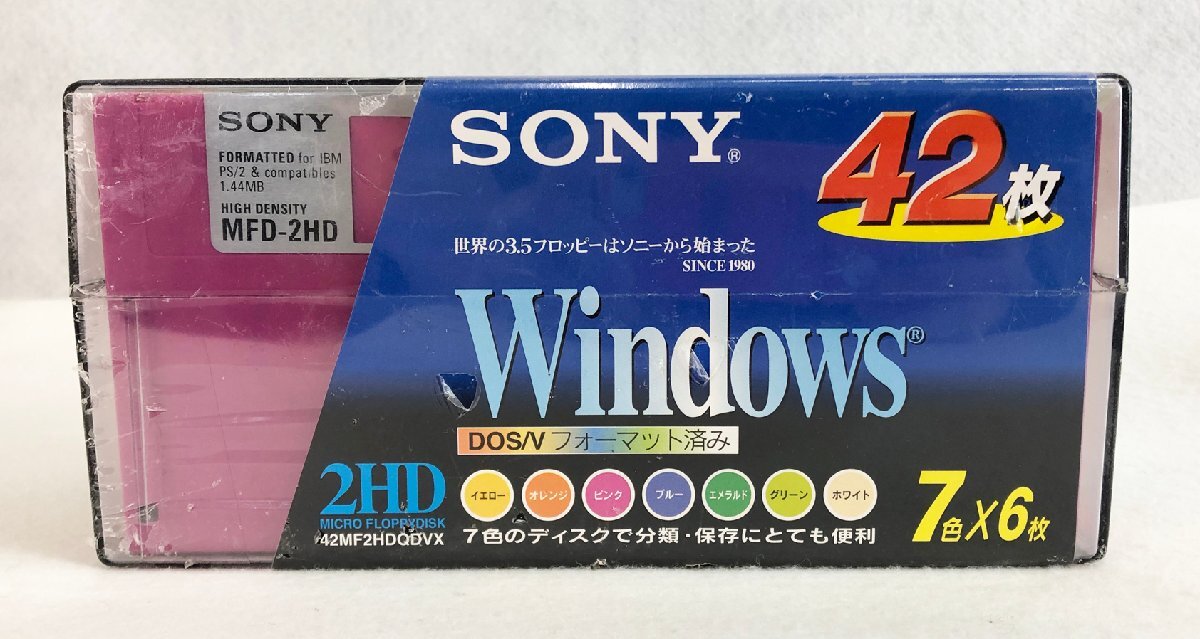 SONY
FORMATTED for IBM
PS/2 & compatibles
1.44MB
HIGH DENSITY
MFD-2HD
SONY®
42枚
世界の3.5フロッピーはソニーから始まった
SINCE 1980
Windows®
DOS/V フォーマット済み
2HD
MICRO FLOPPYDISK
42MF2HDQDVX
イエロー オレンジ ピンク ブルー エメラルド グリーン ホワイト
7色のディスクで分類・保存にとても便利
7色X6枚